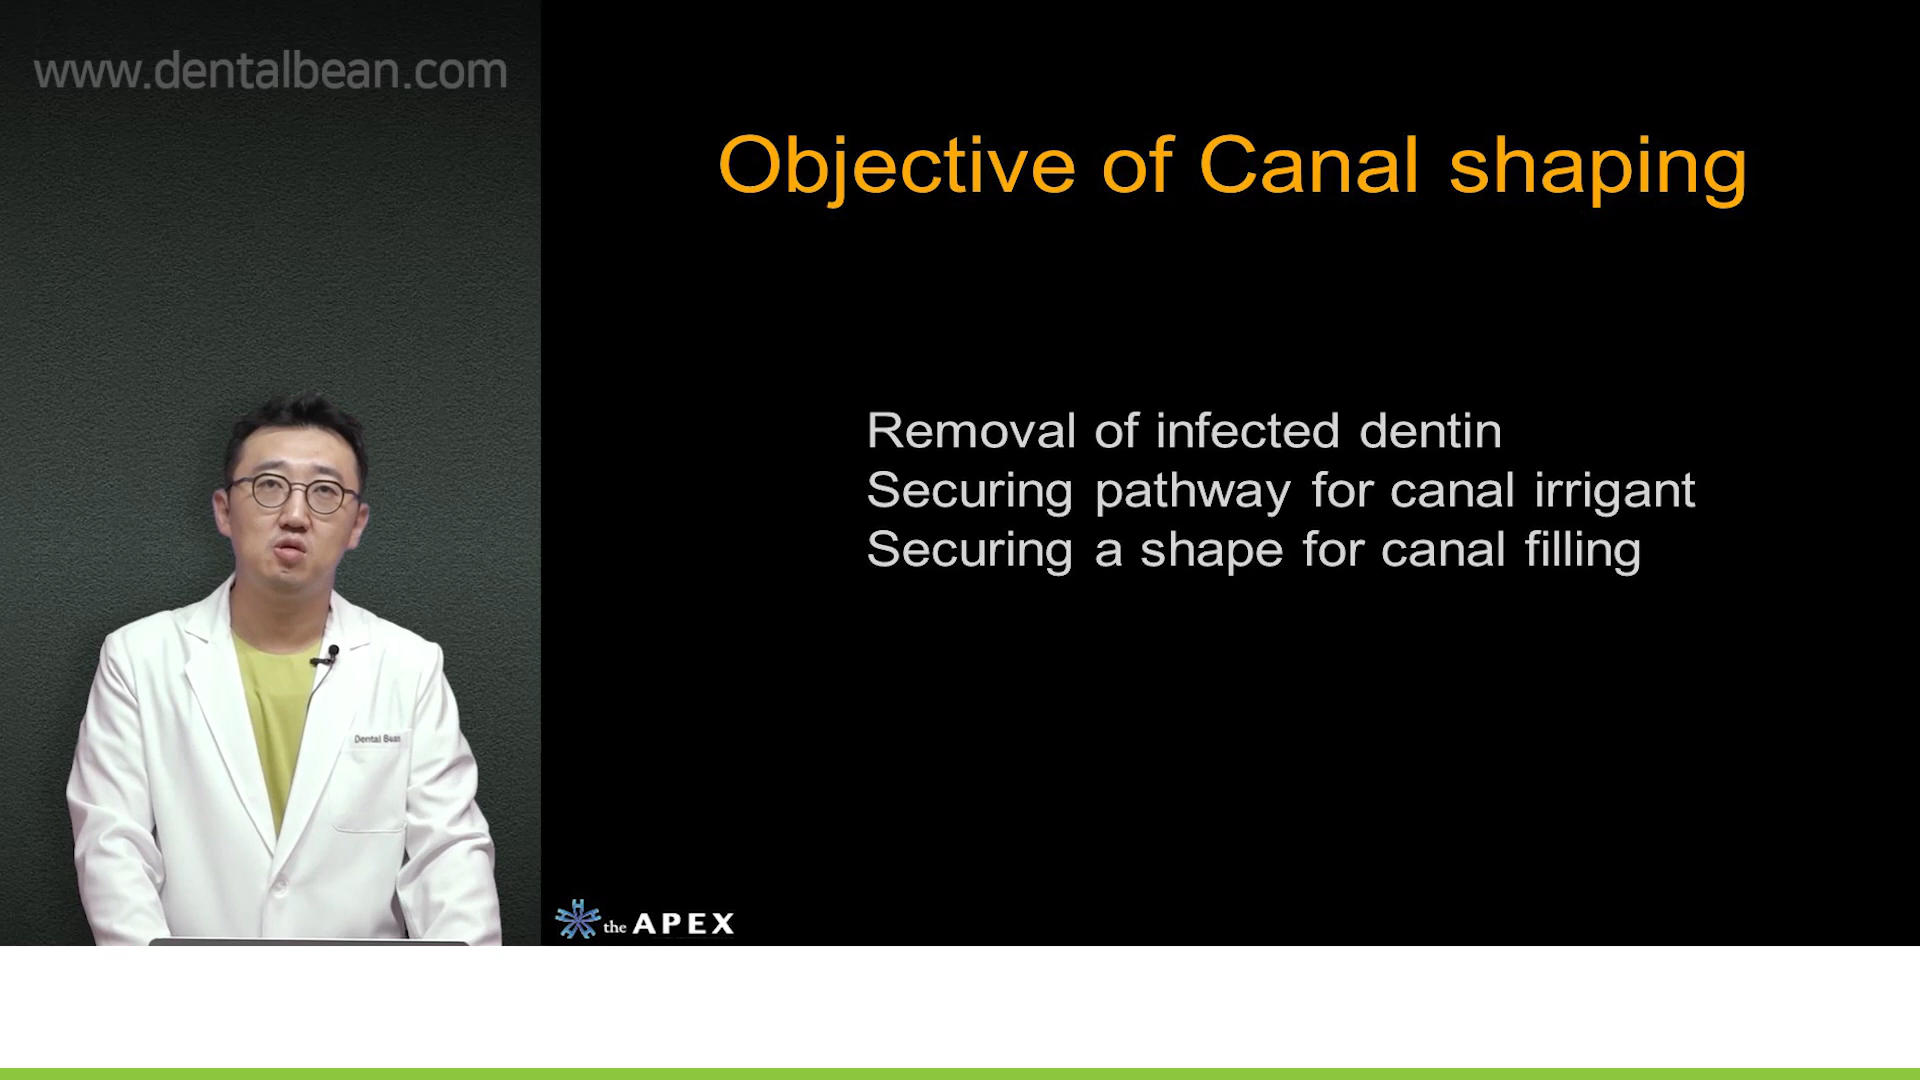 www.dentalbean.com
Objective of Canal shaping
Removal of infected dentin
Securing pathway for canal irrigant
Securing a shape for canal filling
Dental Bean
the APEX